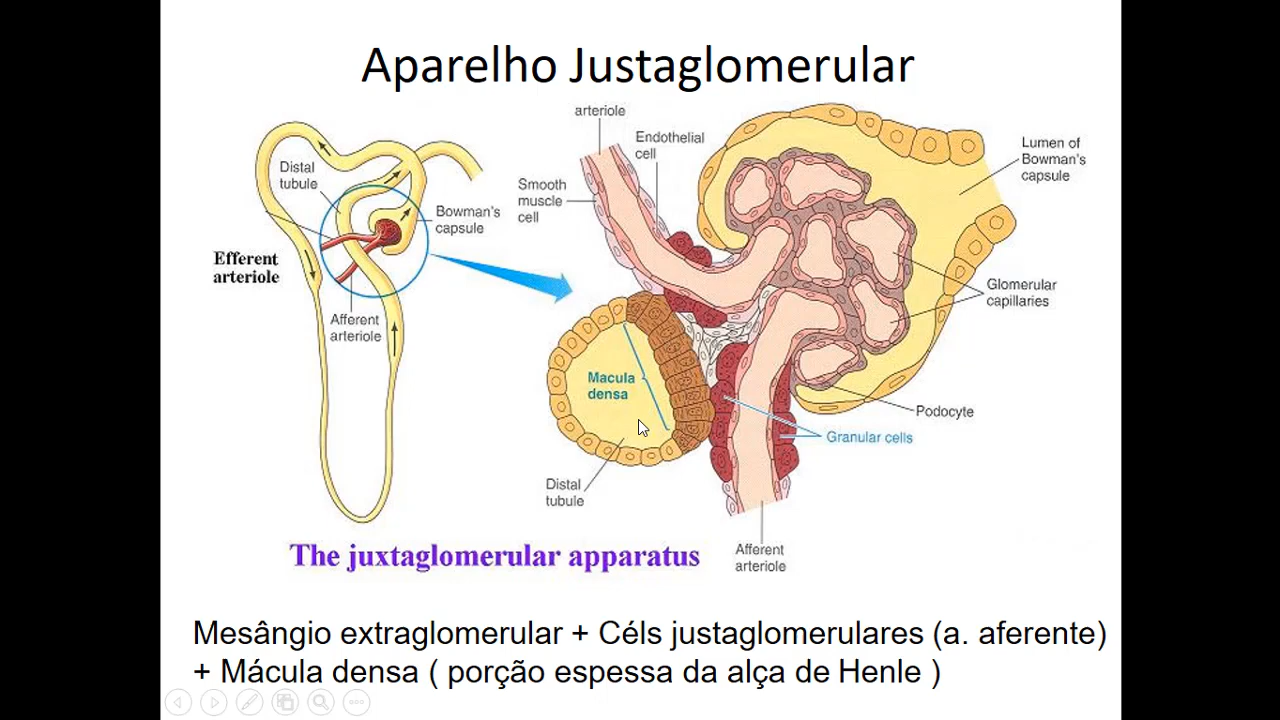 Aparelho Justaglomerular
arteriole
Endothelial
cell
Smooth
muscle
cell
Lumen of
Bowman's
capsule
Distal
tubule
Bowman's
capsule
Efferent
arteriole
Afferent
arteriole
Glomerular
capillaries
Macula
densa
Podocyte
Granular cells
Distal
tubule
Afferent
arteriole
The juxtaglomerular apparatus
Mesângio extraglomerular + Céls justaglomerulares (a. aferente)
+ Mácula densa ( porção espessa da alça de Henle )